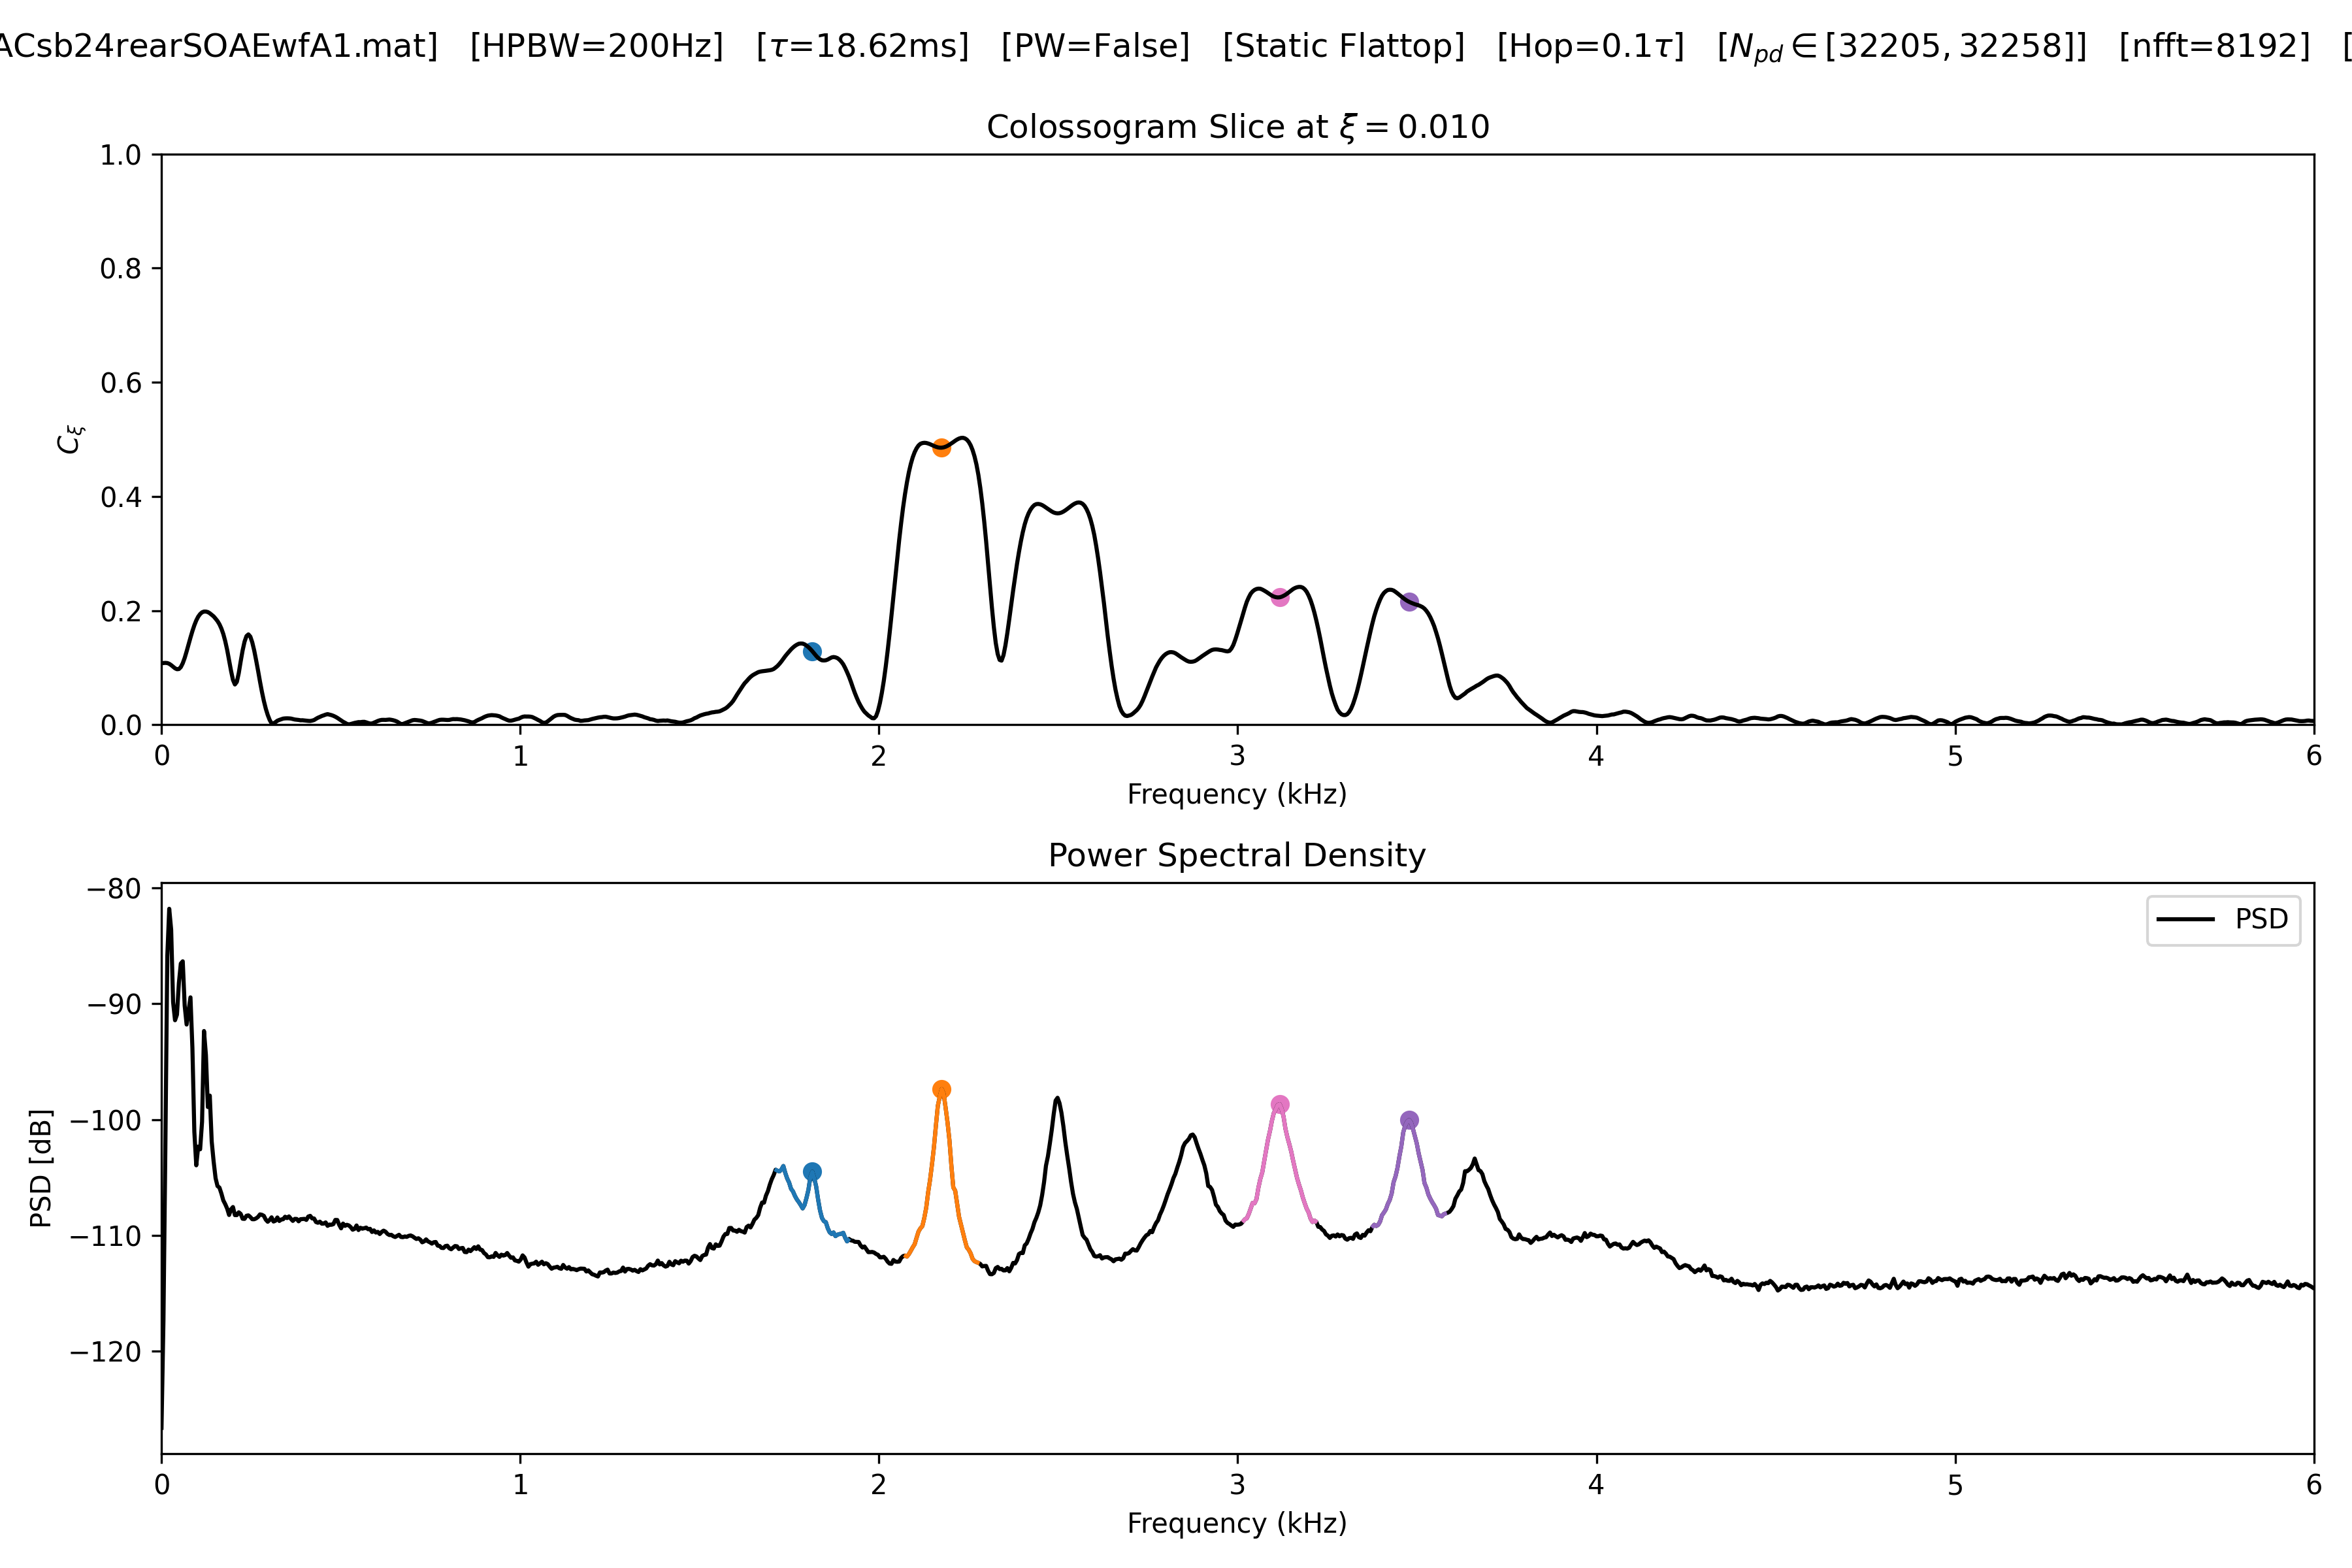 ACsb24rearSOAEwfA1.mat] [HPBW=200Hz] [τ=18.62ms] [PW=False] [Static Flattop] [Hop=0.1τ] [N_pd ∈ [32205, 32258]] [nfft=8192] [
Colossogram Slice at ξ = 0.010
1.0
0.8
0.6
0.4
0.2
0.0
C_ξ
0 1 2 3 4 5 6
Frequency (kHz)
Power Spectral Density
−80
−90
−100
−110
−120
PSD [dB]
PSD
0 1 2 3 4 5 6
Frequency (kHz)